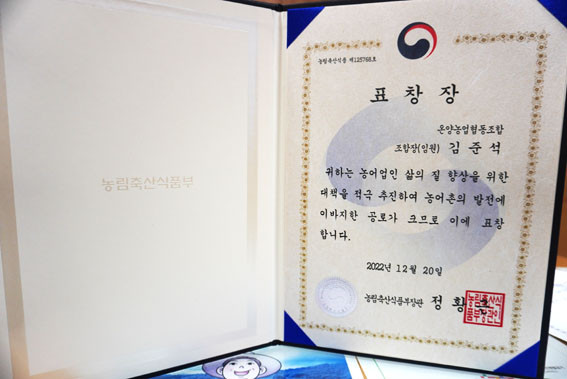 농림축산식품부
농림축산식품 제125768호
표 창 장
온양농업협동조합
조합장(임원) 김 준 석
귀하는 농어업인 삶의 질 향상을 위한
대책을 적극 추진하여 농어촌의 발전에
이바지한 공로가 크므로 이에 표창
합니다.
2022년 12월 20일
농림축산식품부장관 정 황